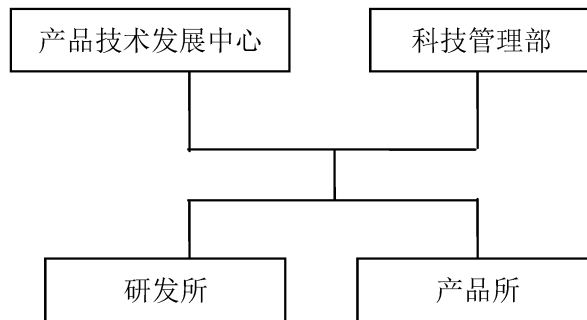 产品技术发展中心
科技管理部
研发所
产品所